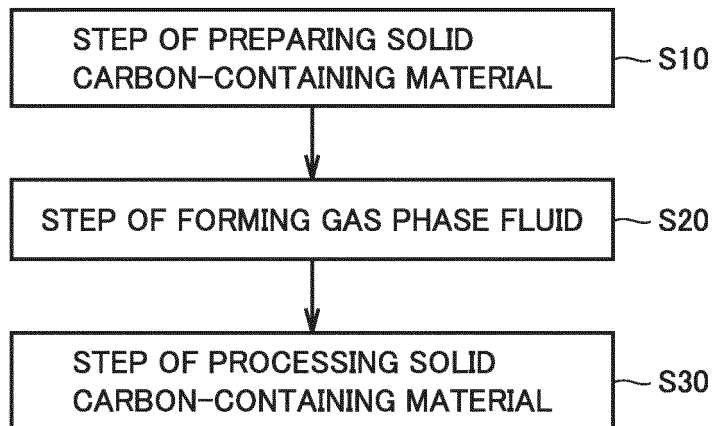 STEP OF PREPARING SOLID
CARBON-CONTAINING MATERIAL
S10
STEP OF FORMING GAS PHASE FLUID
S20
STEP OF PROCESSING SOLID
CARBON-CONTAINING MATERIAL
S30